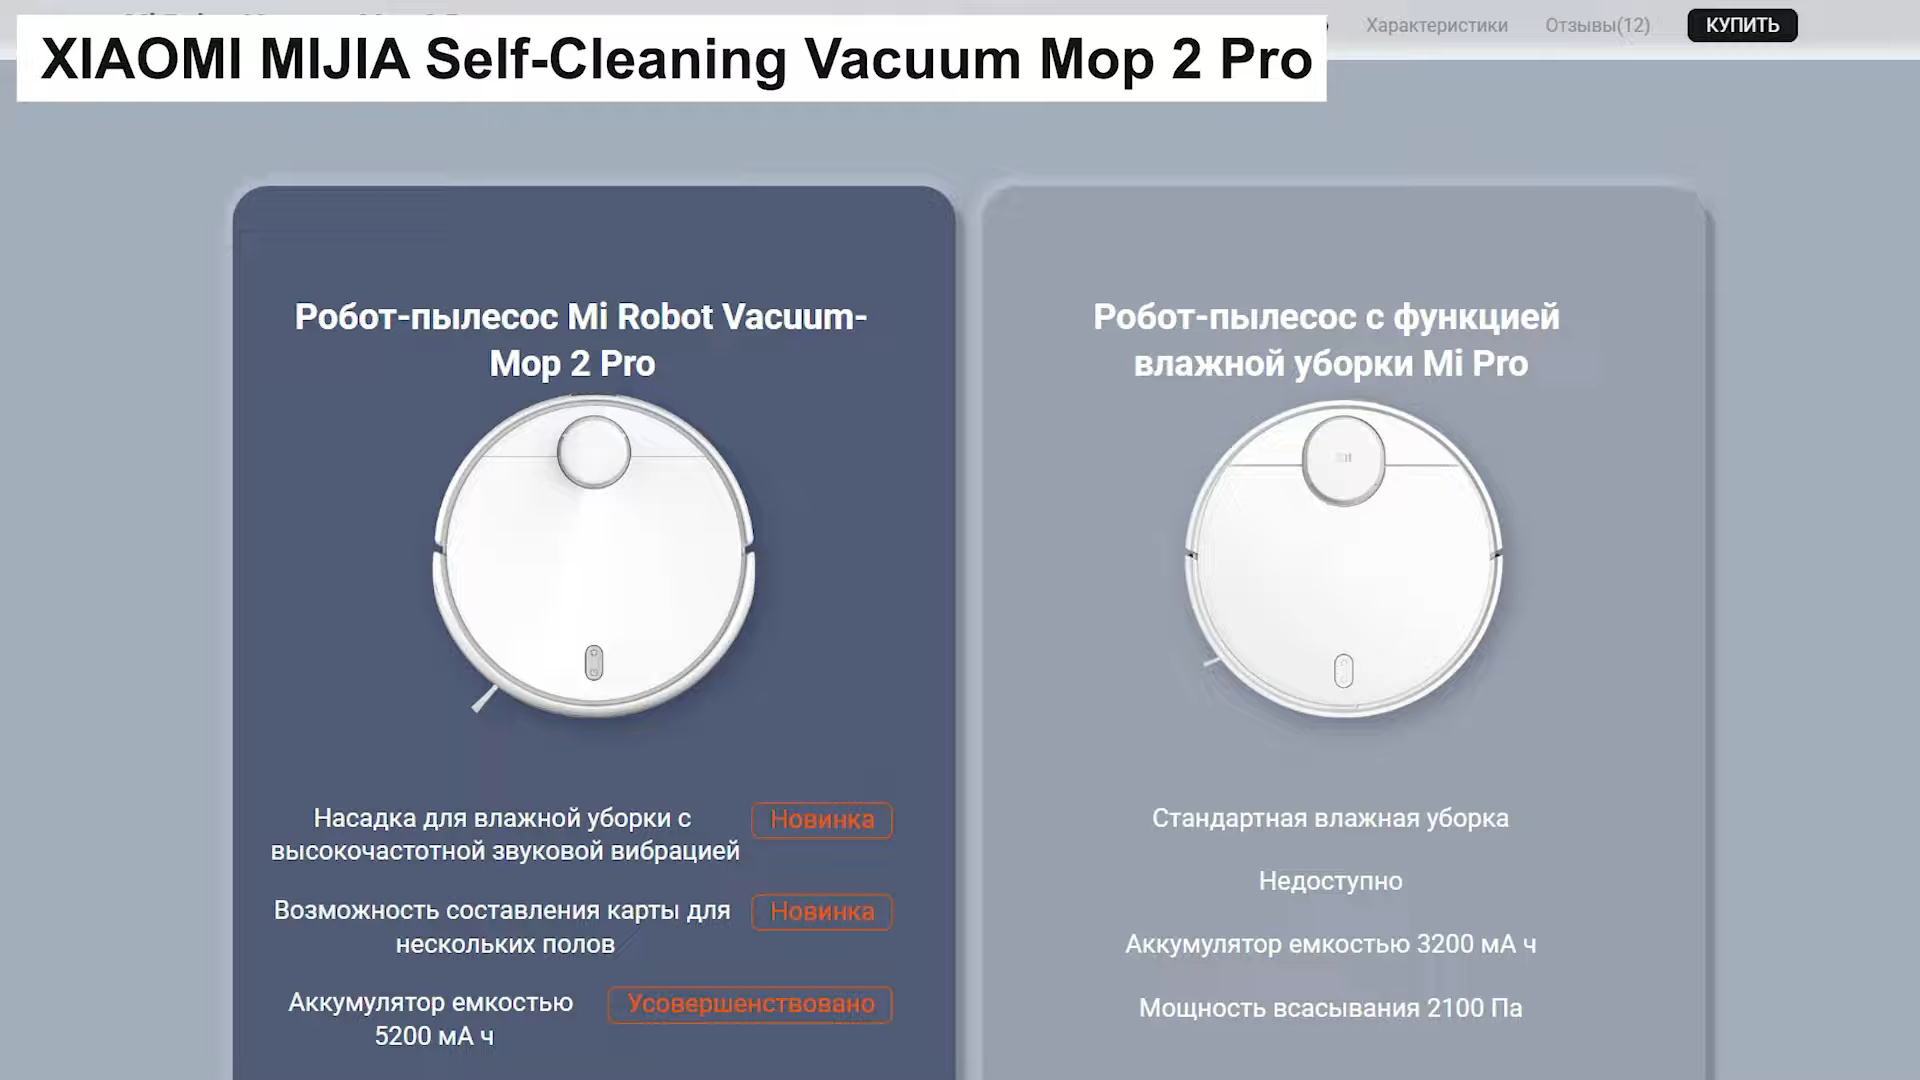 XIAOMI MIJIA Self-Cleaning Vacuum Mop 2 Pro
Характеристики
Отзывы(12)
КУПИТЬ
Робот-пылесос Mi Robot Vacuum-
Mop 2 Pro
Насадка для влажной уборки с
высокочастотной звуковой вибрацией
Новинка
Возможность составления карты для
нескольких полов
Новинка
Аккумулятор емкостью
5200 мА ч
Усовершенствовано
Робот-пылесос с функцией
влажной уборки Mi Pro
Стандартная влажная уборка
Недоступно
Аккумулятор емкостью 3200 мА ч
Мощность всасывания 2100 Па